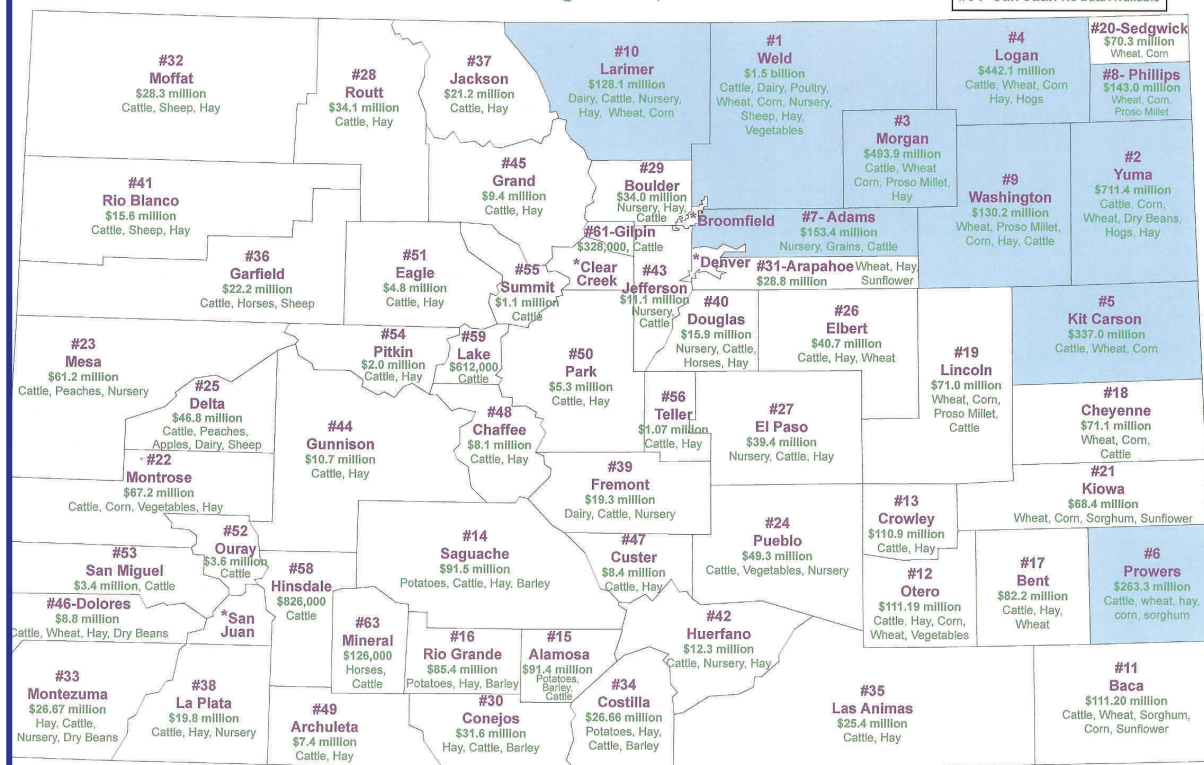 #32
Moffat
$28.3 million
Cattle, Sheep, Hay
#28
Routt
$34.1 million
Cattle, Hay
#37
Jackson
$21.2 million
Cattle, Hay
#10
Larimer
$128.1 million
Dairy, Cattle, Nursery,
Hay, Wheat, Corn
#1
Weld
$1.5 billion
Cattle, Dairy, Poultry,
Wheat, Corn, Nursery,
Sheep, Hay,
Vegetables
#4
Logan
$442.1 million
Cattle, Wheat, Corn
Hay, Hogs
#20-Sedgwick
$70.3 million
Wheat, Corn
#8- Phillips
$143.0 million
Wheat, Corn,
Proso Millet
#3
Morgan
$493.9 million
Cattle, Wheat
Corn, Proso Millet,
Hay
#9
Washington
$130.2 million
Wheat, Proso Millet,
Corn, Hay, Cattle
#2
Yuma
$711.4 million
Cattle, Corn,
Wheat, Dry Beans,
Hogs, Hay
#41
Rio Blanco
$15.6 million
Cattle, Sheep, Hay
#45
Grand
$9.4 million
Cattle, Hay
#29
Boulder
$34.0 million
Nursery, Hay,
Cattle
*Broomfield
#7- Adams
$153.4 million
Nursery, Grains, Cattle
#61-Gilpin
$328,000, Cattle
#36
Garfield
$22.2 million
Cattle, Horses, Sheep
#51
Eagle
$4.8 million
Cattle, Hay
#55
Summit
$1.1 million
Cattle
*Clear
Creek
#43
Jefferson
$11.1 million
Nursery,
Cattle
*Denver
#31-Arapahoe
$28.8 million
Wheat, Hay,
Sunflower
#40
Douglas
$15.9 million
Nursery, Cattle,
Horses, Hay
#26
Elbert
$40.7 million
Cattle, Hay, Wheat
#5
Kit Carson
$337.0 million
Cattle, Wheat, Corn
#23
Mesa
$61.2 million
Cattle, Peaches, Nursery
#54
Pitkin
$2.0 million
Cattle, Hay
#59
Lake
$612,000
Cattle
#50
Park
$5.3 million
Cattle, Hay
#19
Lincoln
$71.0 million
Wheat, Corn,
Proso Millet,
Cattle
#25
Delta
$46.8 million
Cattle, Peaches,
Apples, Dairy, Sheep
#44
Gunnison
$10.7 million
Cattle, Hay
#48
Chaffee
$8.1 million
Cattle, Hay
#56
Teller
$1.07 million
Cattle, Hay
#27
El Paso
$39.4 million
Nursery, Cattle, Hay
#18
Cheyenne
$71.1 million
Wheat, Corn,
Cattle
#22
Montrose
$67.2 million
Cattle, Corn, Vegetables, Hay
#39
Fremont
$19.3 million
Dairy, Cattle, Nursery
#21
Kiowa
$68.4 million
Wheat, Corn, Sorghum, Sunflower
#13
Crowley
$110.9 million
Cattle, Hay
#52
Ouray
$3.6 million
Cattle
#14
Saguache
$91.5 million
Potatoes, Cattle, Hay, Barley
#47
Custer
$8.4 million
Cattle, Hay
#24
Pueblo
$49.3 million
Cattle, Vegetables, Nursery
#53
San Miguel
$3.4 million, Cattle
#58
Hinsdale
$826,000
Cattle
#12
Otero
$111.19 million
Cattle, Hay, Corn,
Wheat, Vegetables
#17
Bent
$82.2 million
Cattle, Hay,
Wheat
#6
Prowers
$263.3 million
Cattle, wheat, hay,
corn, sorghum
#46-Dolores
$8.8 million
Cattle, Wheat, Hay, Dry Beans
*San
Juan
#63
Mineral
$126,000
Horses,
Cattle
#16
Rio Grande
$85.4 million
Potatoes, Hay, Barley
#15
Alamosa
$91.4 million
Potatoes,
Barley,
Cattle
#42
Huerfano
$12.3 million
Cattle, Nursery, Hay
#33
Montezuma
$26.67 million
Hay, Cattle,
Nursery, Dry Beans
#38
La Plata
$19.8 million
Cattle, Hay, Nursery
#49
Archuleta
$7.4 million
Cattle, Hay
#30
Conejos
$31.6 million
Hay, Cattle, Barley
#34
Costilla
$26.66 million
Potatoes, Hay,
Cattle, Barley
#35
Las Animas
$25.4 million
Cattle, Hay
#11
Baca
$111.20 million
Cattle, Wheat, Sorghum,
Corn, Sunflower